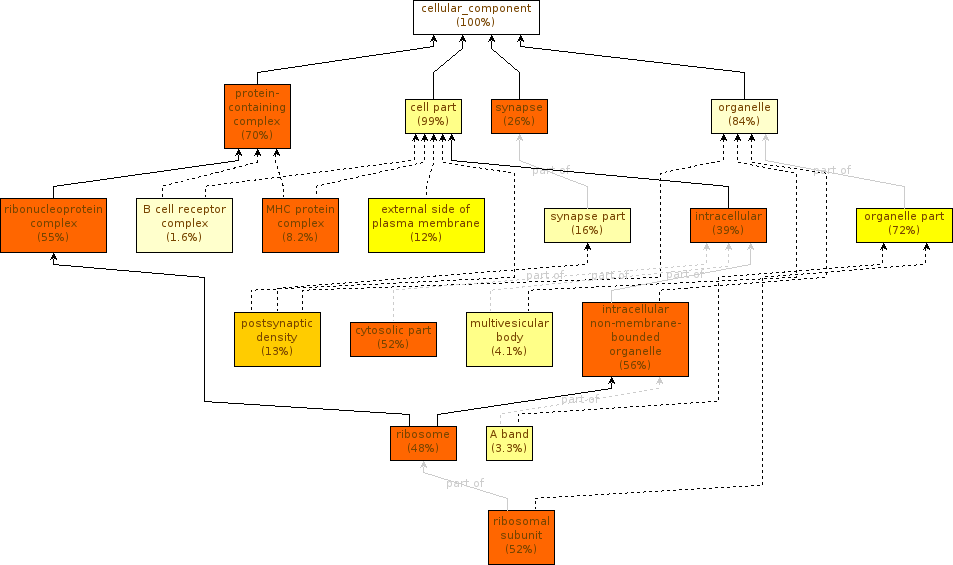 cellular_component
(100%)
protein-
containing
complex
(70%)
cell part
(99%)
synapse
(26%)
organelle
(84%)
part of
part of
ribonucleoprotein
complex
(55%)
B cell receptor
complex
(1.6%)
MHC protein
complex
(8.2%)
external side of
plasma membrane
(12%)
synapse part
(16%)
intracellular
(39%)
organelle part
(72%)
part of
part of
part of
postsynaptic
density
(13%)
cytosolic part
(52%)
multivesicular
body
(4.1%)
intracellular
non-membrane-
bounded
organelle
(56%)
part of
ribosome
(48%)
A band
(3.3%)
part of
ribosomal
subunit
(52%)